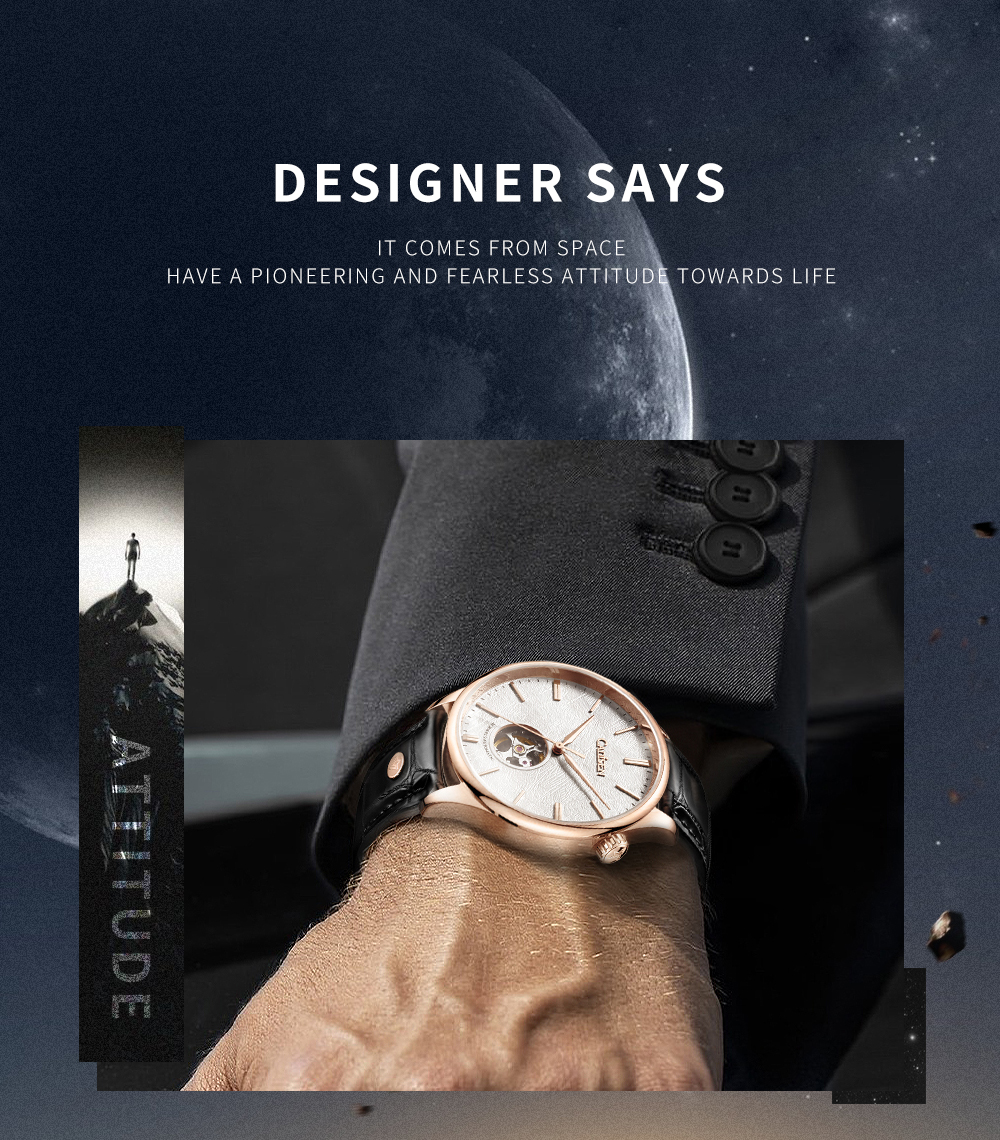 DESIGNER SAYS
IT COMES FROM SPACE
HAVE A PIONEERING AND FEARLESS ATTITUDE TOWARDS LIFE
ATTITUDE